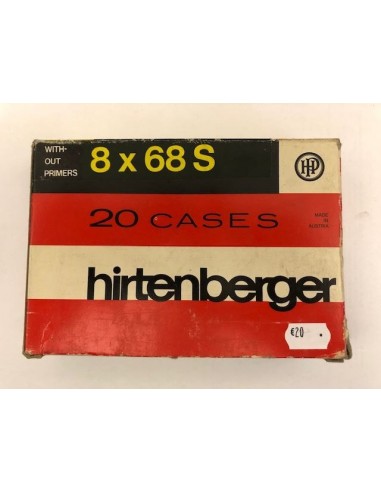 WITH-
OUT
PRIMERS
8 x 68 S
HP
20 CASES
MADE
IN
AUSTRIA
hirtenberger
€20 .